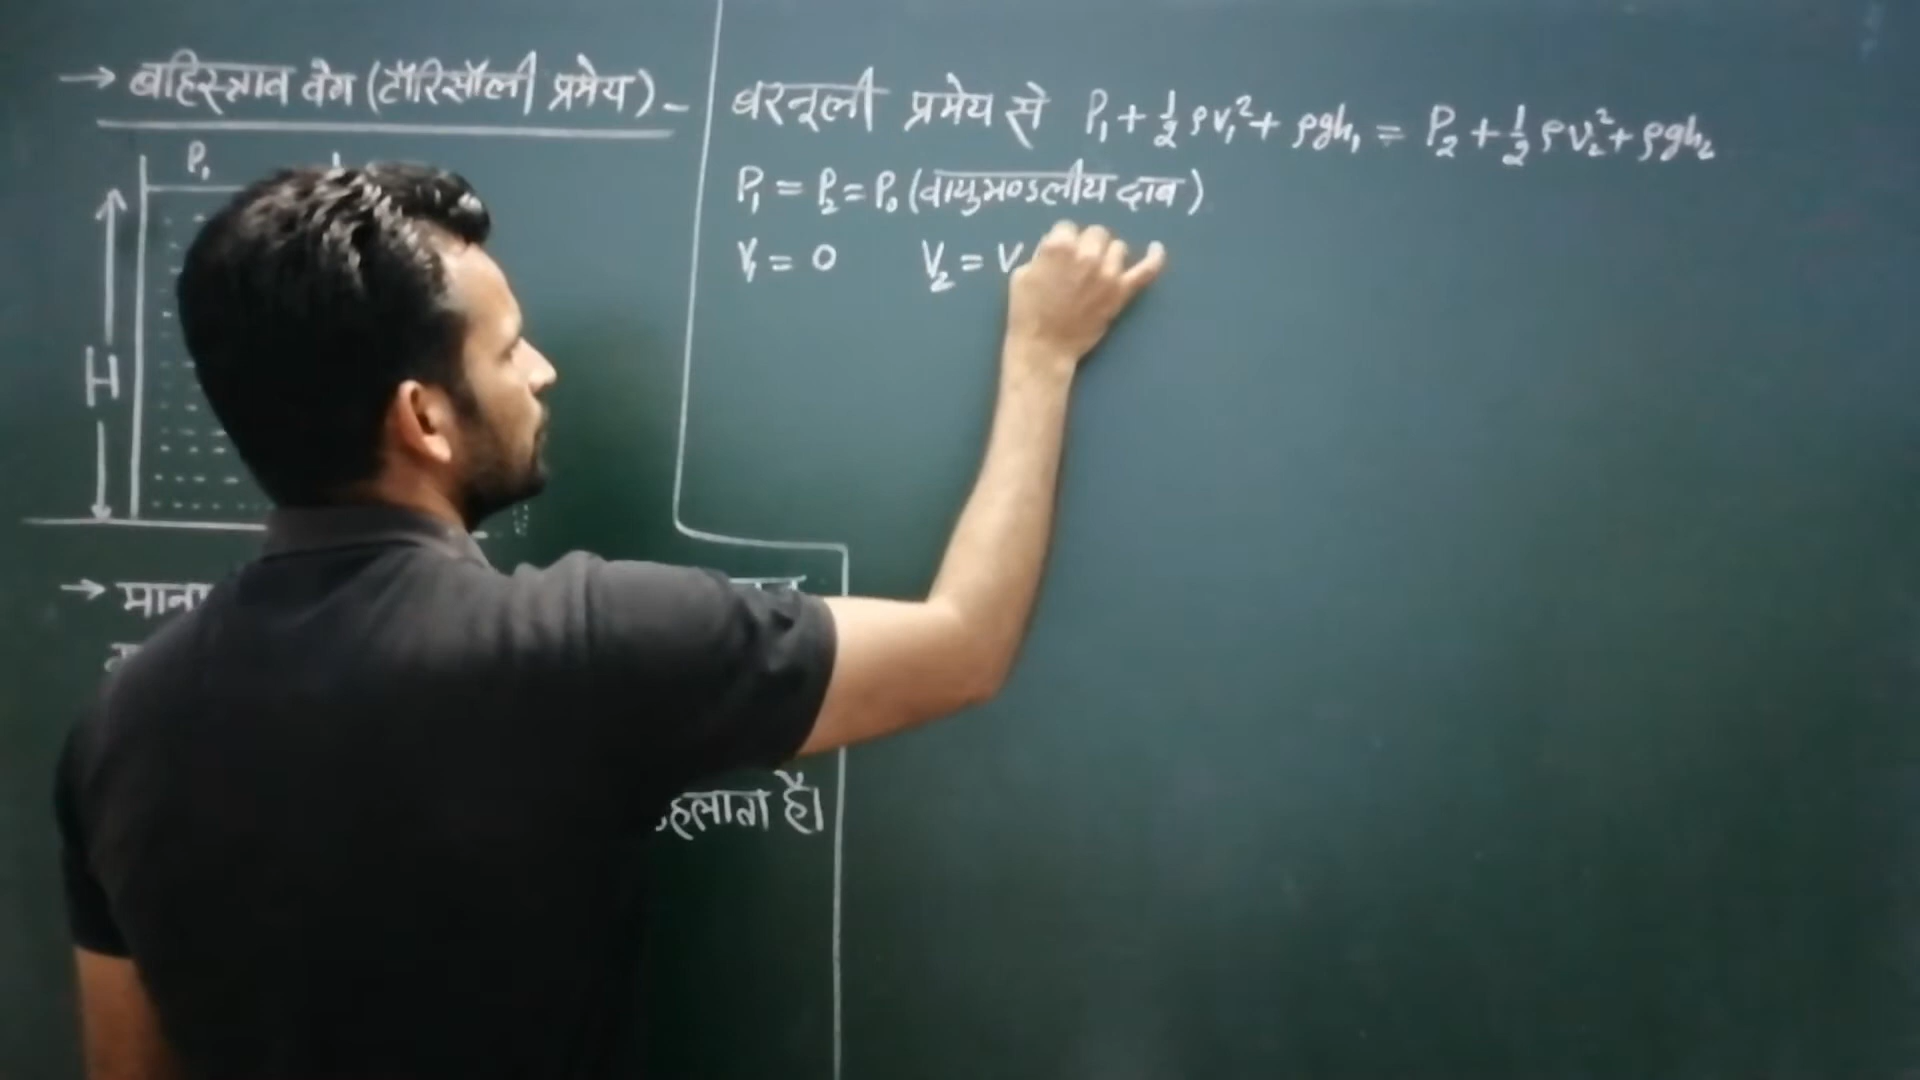 → बहिस्त्राव वेग (टॉरिसॉली प्रमेय) -
P₁
H
→ माना
हलाता है।
बरनूली प्रमेय से P₁ + ½ ρv₁² + ρgh₁ = P₂ + ½ ρv₂² + ρgh₂
P₁ = P₂ = P₀ (वायुमण्डलीय दाब)
V₁ = 0 V₂ = V